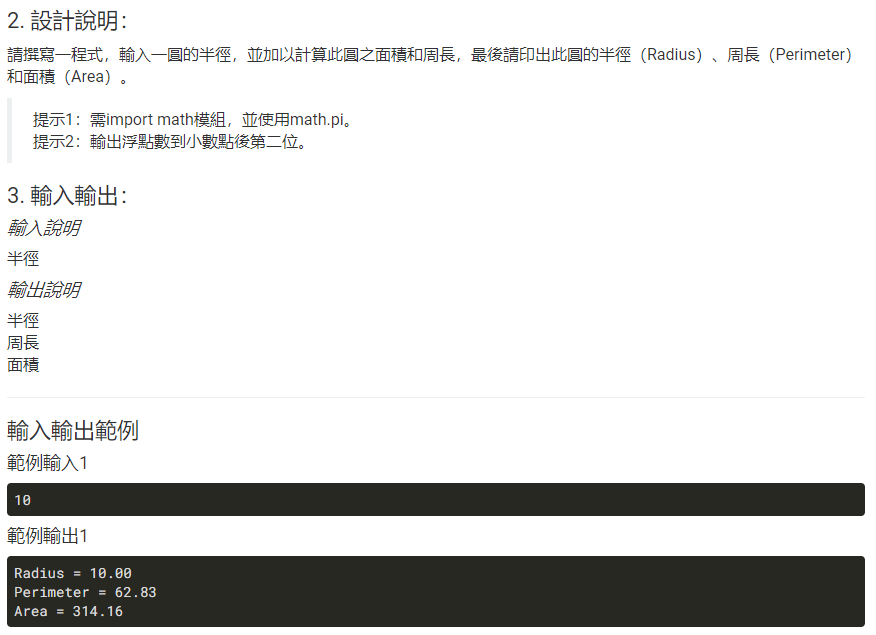 2. 設計說明：
請撰寫一程式，輸入一圓的半徑，並加以計算此圓之面積和周長，最後請印出此圓的半徑（Radius）、周長（Perimeter）
和面積（Area）。
提示1：需import math模組，並使用math.pi。
提示2：輸出浮點數到小數點後第二位。
3. 輸入輸出：
輸入說明
半徑
輸出說明
半徑
周長
面積
輸入輸出範例
範例輸入1
10
範例輸出1
Radius = 10.00
Perimeter = 62.83
Area = 314.16